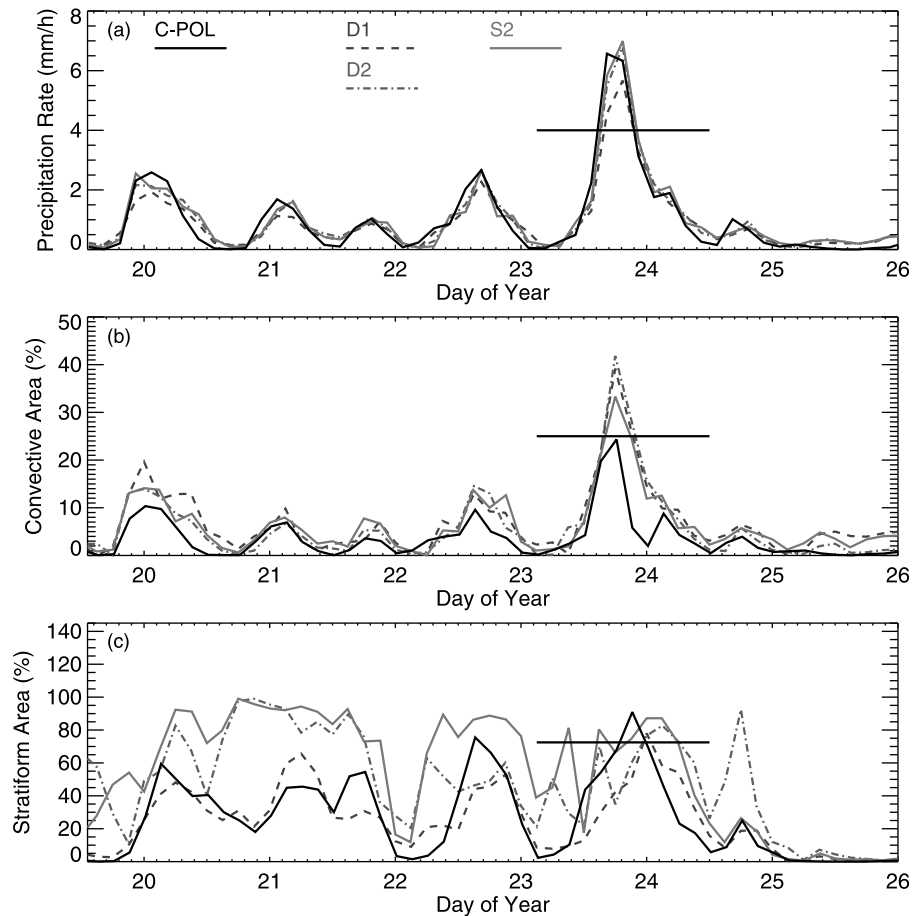 (a) C-POL D1 S2
D2
Precipitation Rate (mm/h)
8
6
4
2
0
20 21 22 23 24 25 26
Day of Year
(b)
Convective Area (%)
50
40
30
20
10
0
20 21 22 23 24 25 26
Day of Year
(c)
Stratiform Area (%)
140
120
100
80
60
40
20
0
20 21 22 23 24 25 26
Day of Year